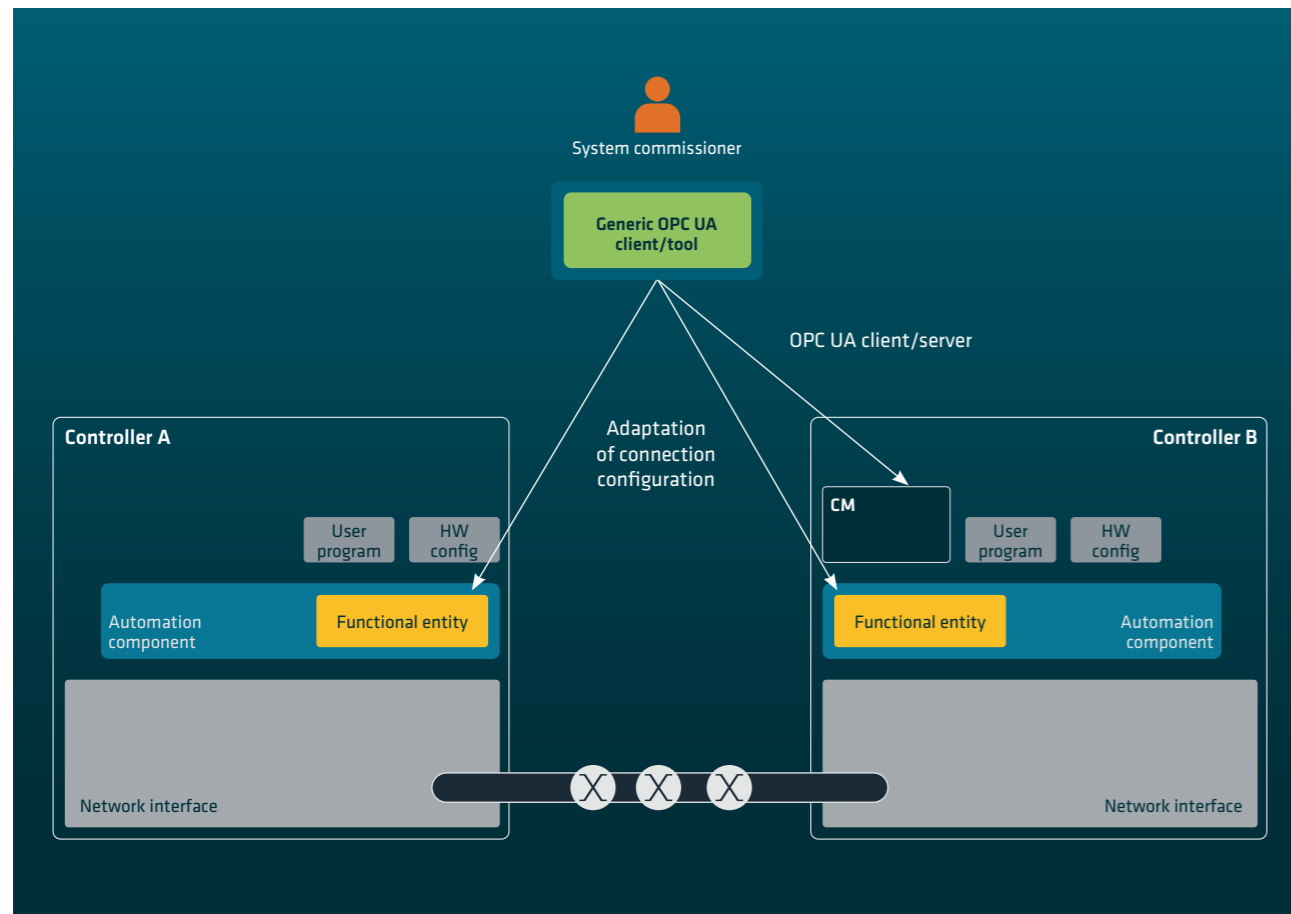 System commissioner
Generic OPC UA
client/tool
OPC UA client/server
Adaptation
of connection
configuration
Controller A
User
program
HW
config
Automation
component
Functional entity
Network interface
Controller B
CM
User
program
HW
config
Functional entity
Automation
component
Network interface